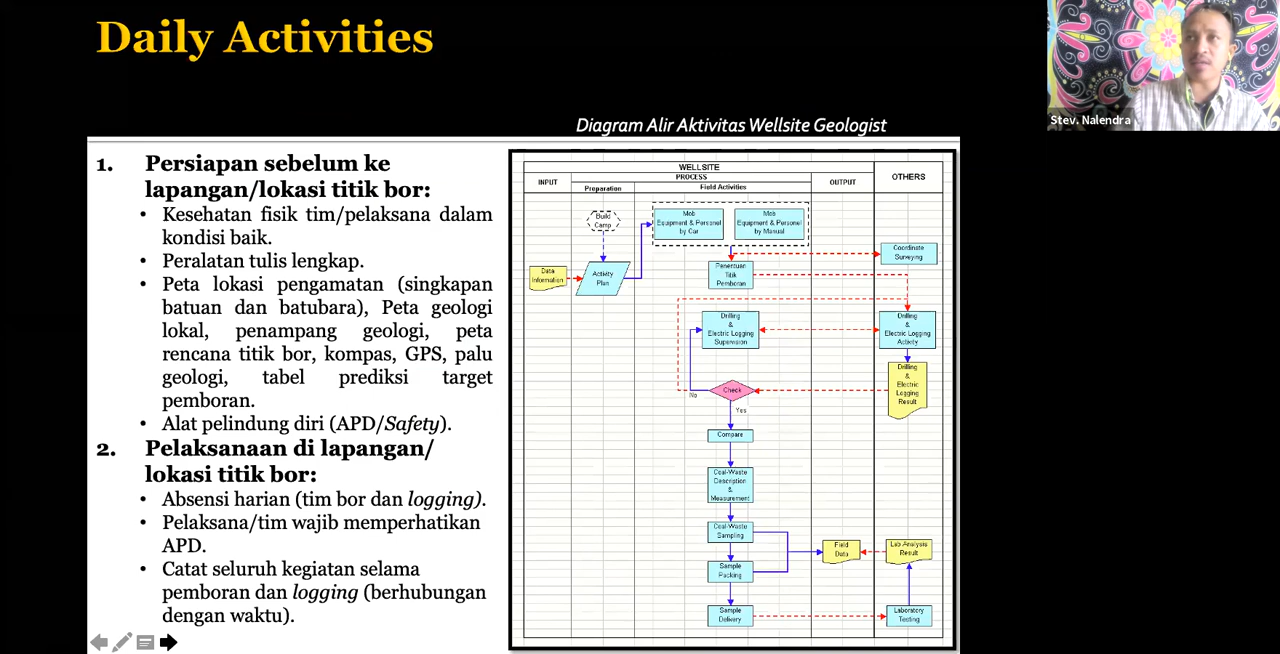 Daily Activities
Stev. Nalendra
Diagram Alir Aktivitas Wellsite Geologist
1. Persiapan sebelum ke
lapangan/lokasi titik bor:
• Kesehatan fisik tim/pelaksana dalam
kondisi baik.
• Peralatan tulis lengkap.
• Peta lokasi pengamatan (singkapan
batuan dan batubara), Peta geologi
lokal, penampang geologi, peta
rencana titik bor, kompas, GPS, palu
geologi, tabel prediksi target
pemboran.
• Alat pelindung diri (APD/Safety).
2. Pelaksanaan di lapangan/
lokasi titik bor:
• Absensi harian (tim bor dan logging).
• Pelaksana/tim wajib memperhatikan
APD.
• Catat seluruh kegiatan selama
pemboran dan logging (berhubungan
dengan waktu).
WELLSITE
INPUT
PROCESS
OUTPUT
OTHERS
Preparation
Field Activities
Build
Camp
Mob
Equipment & Personel
by Car
Mob
Equipment & Personel
by Manual
Coordinate
Surveying
Data
Information
Activity
Plan
Penentuan
Titik
Pemboran
Drilling
&
Electric Logging
Supervision
Drilling
&
Electric Logging
Activity
Drilling
&
Electric
Logging
Result
Check
No
Yes
Compare
Coal-Waste
Description
&
Measurement
Coal-Waste
Sampling
Field
Data
Lab Analysis
Result
Sample
Packing
Sample
Delivery
Laboratory
Testing